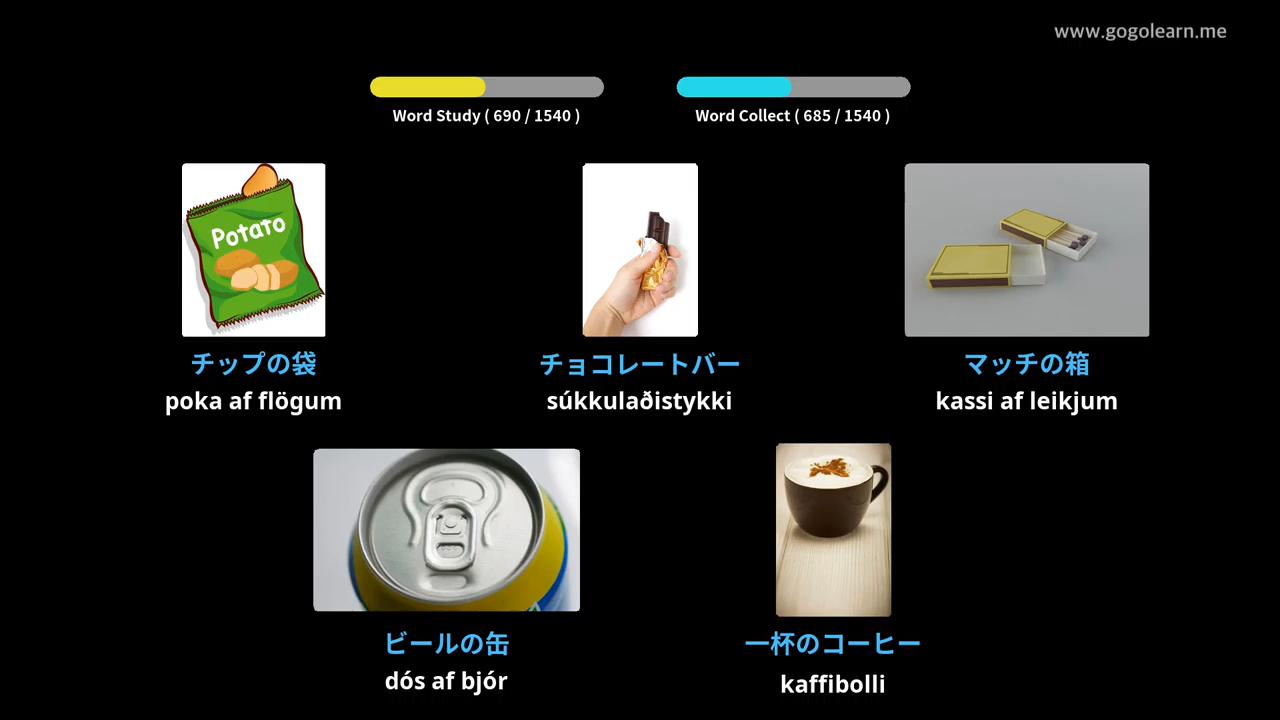 www.gogolearn.me
Word Study ( 690 / 1540 )
Word Collect ( 685 / 1540 )
Potato
チップの袋
poka af flögum
チョコレートバー
súkkulaðistykki
マッチの箱
kassi af leikjum
ビールの缶
dós af bjór
一杯のコーヒー
kaffibolli